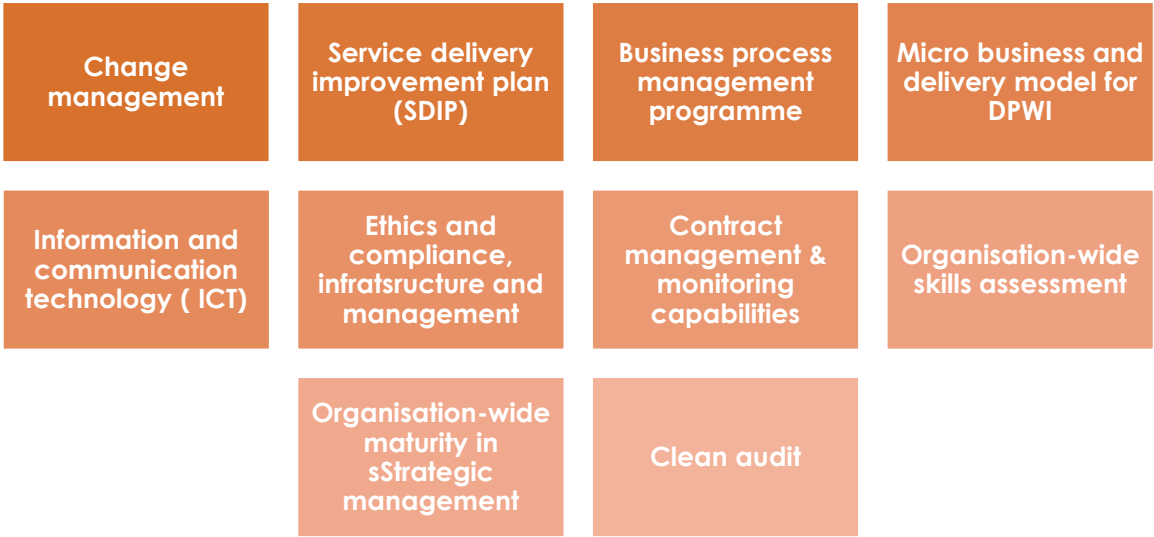 Change
management
Service delivery
improvement plan
(SDIP)
Business process
management
programme
Micro business and
delivery model for
DPWI
Information and
communication
technology ( ICT)
Ethics and
compliance,
infratsructure and
management
Contract
management &
monitoring
capabilities
Organisation-wide
skills assessment
Organisation-wide
maturity in
sStrategic
management
Clean audit